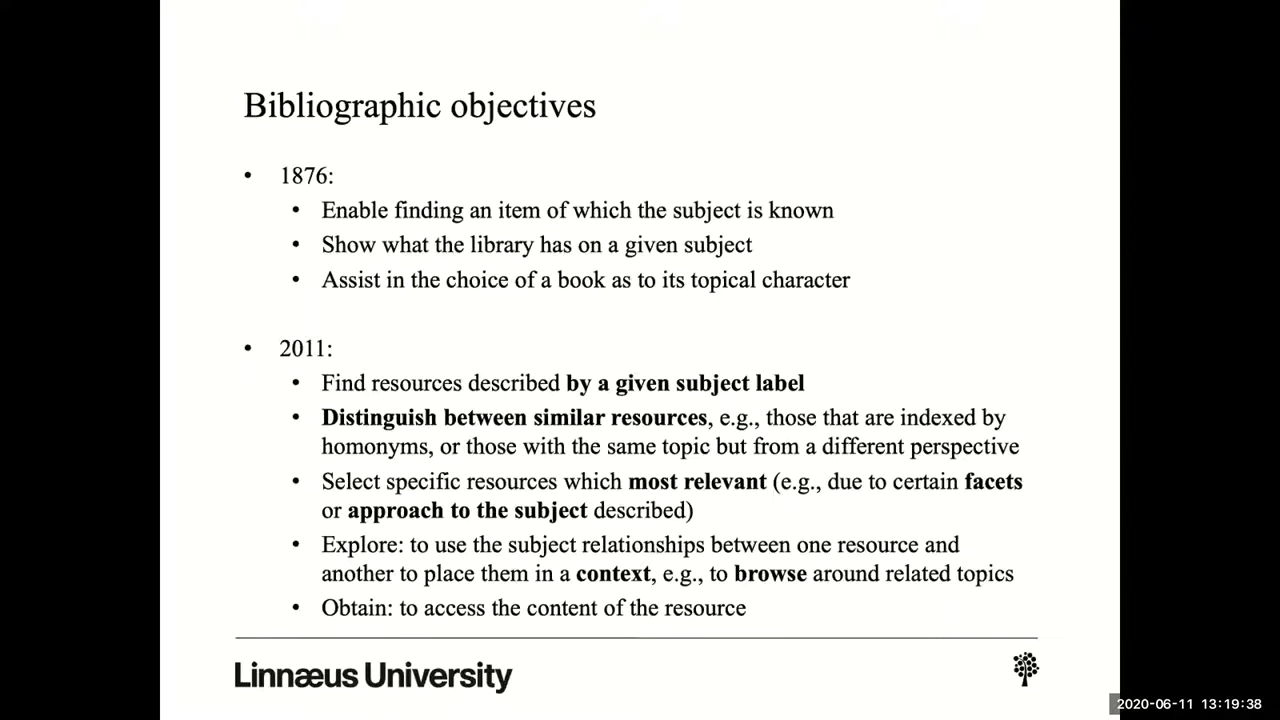 Bibliographic objectives
• 1876:
• Enable finding an item of which the subject is known
• Show what the library has on a given subject
• Assist in the choice of a book as to its topical character
• 2011:
• Find resources described by a given subject label
• Distinguish between similar resources, e.g., those that are indexed by
homonyms, or those with the same topic but from a different perspective
• Select specific resources which most relevant (e.g., due to certain facets
or approach to the subject described)
• Explore: to use the subject relationships between one resource and
another to place them in a context, e.g., to browse around related topics
• Obtain: to access the content of the resource
Linnæus University
2020-06-11 13:19:38